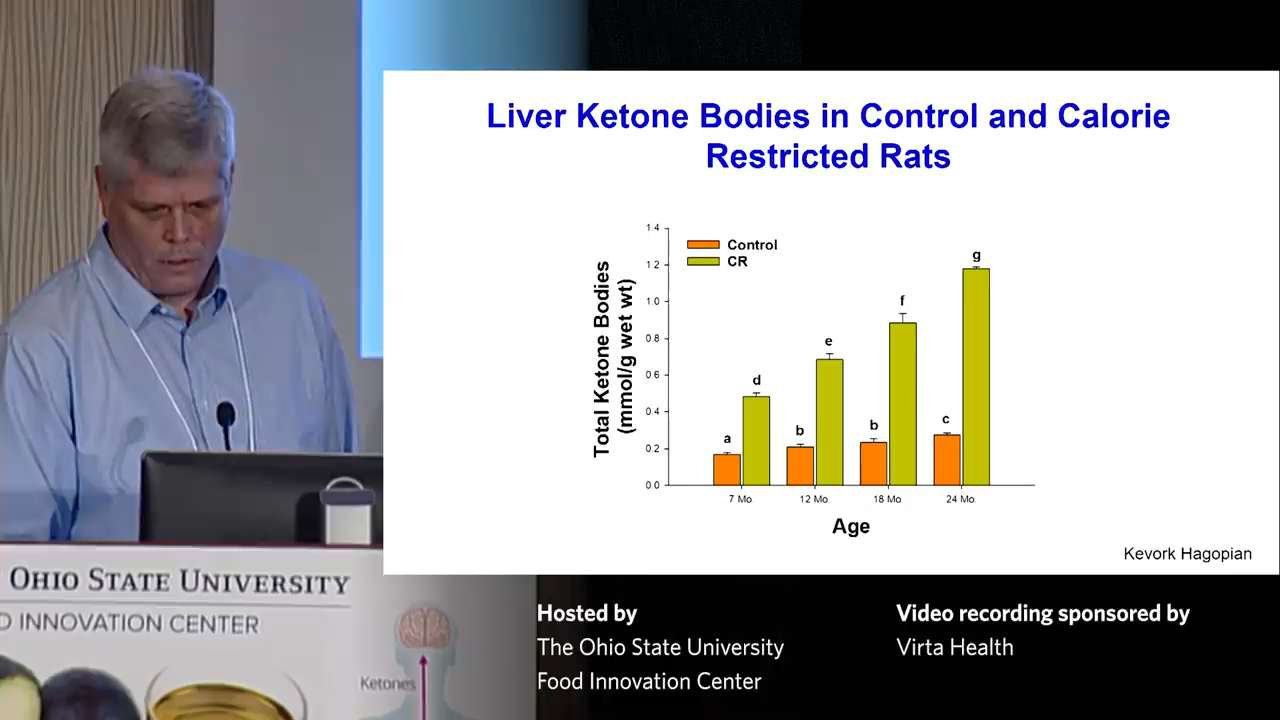 Liver Ketone Bodies in Control and Calorie
Restricted Rats
Total Ketone Bodies
(mmol/g wet wt)
1.4
1.2
1.0
0.8
0.6
0.4
0.2
0.0
Control
CR
a
d
b
e
b
f
c
g
7 Mo.
12 Mo.
18 Mo.
24 Mo.
Age
Kevork Hagopian
OHIO STATE UNIVERSITY
D INNOVATION CENTER
Ketones
Hosted by
The Ohio State University
Food Innovation Center
Video recording sponsored by
Virta Health